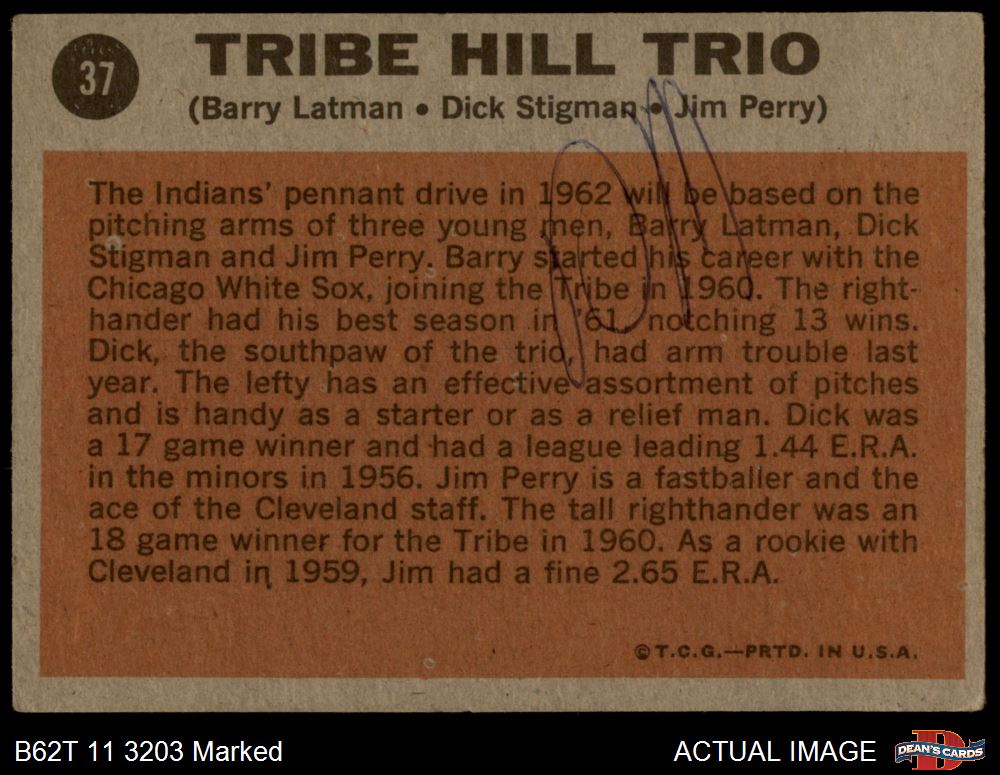 37
TRIBE HILL TRIO
(Barry Latman • Dick Stigman • Jim Perry)
The Indians' pennant drive in 1962 will be based on the
pitching arms of three young men, Barry Latman, Dick
Stigman and Jim Perry. Barry started his career with the
Chicago White Sox, joining the Tribe in 1960. The right-
hander had his best season in '61, notching 13 wins.
Dick, the southpaw of the trio, had arm trouble last
year. The lefty has an effective assortment of pitches
and is handy as a starter or as a relief man. Dick was
a 17 game winner and had a league leading 1.44 E.R.A.
in the minors in 1956. Jim Perry is a fastballer and the
ace of the Cleveland staff. The tall righthander was an
18 game winner for the Tribe in 1960. As a rookie with
Cleveland in 1959, Jim had a fine 2.65 E.R.A.
©T.C.G.—PRTD. IN U.S.A.
B62T 11 3203 Marked
ACTUAL IMAGE
DEAN'S CARDS